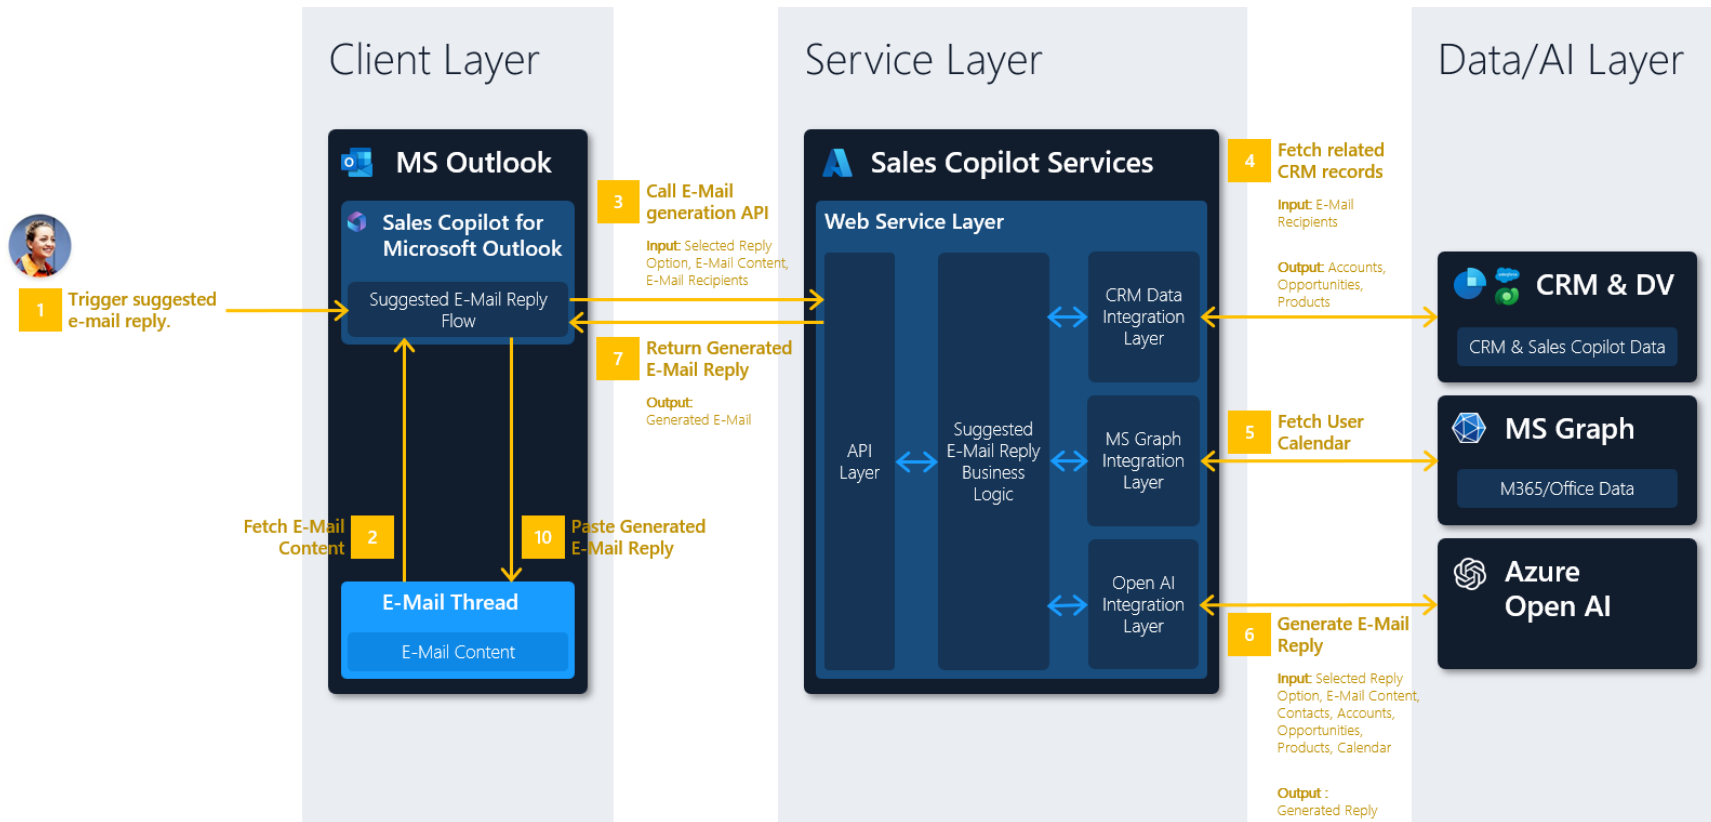 Client Layer
Service Layer
Data/AI Layer
1
Trigger suggested
e-mail reply.
MS Outlook
Sales Copilot for
Microsoft Outlook
Suggested E-Mail Reply
Flow
Fetch E-Mail
Content
2
10
Paste Generated
E-Mail Reply
E-Mail Thread
E-Mail Content
3
Call E-Mail
generation API
Input: Selected Reply
Option, E-Mail Content,
E-Mail Recipients
7
Return Generated
E-Mail Reply
Output:
Generated E-Mail
Sales Copilot Services
Web Service Layer
API
Layer
Suggested
E-Mail Reply
Business
Logic
CRM Data
Integration
Layer
MS Graph
Integration
Layer
Open AI
Integration
Layer
4
Fetch related
CRM records
Input: E-Mail
Recipients
Output: Accounts,
Opportunities,
Products
5
Fetch User
Calendar
6
Generate E-Mail
Reply
Input: Selected Reply
Option, E-Mail Content,
Contacts, Accounts,
Opportunities,
Products, Calendar
Output :
Generated Reply
CRM & DV
CRM & Sales Copilot Data
MS Graph
M365/Office Data
Azure
Open AI